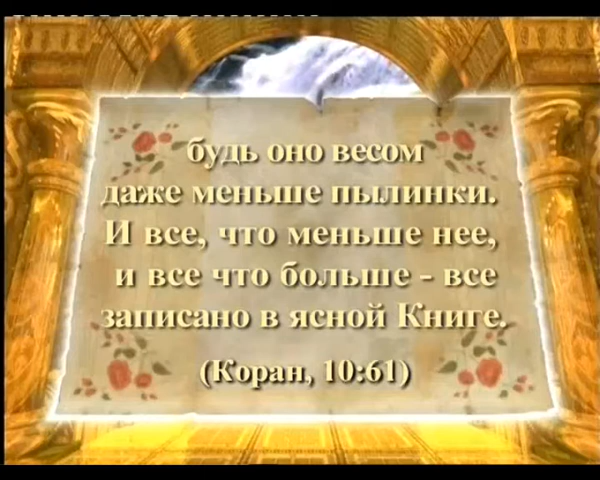 будь оно весом
даже меньше пылинки.
И все, что меньше нее,
и все что больше - все
записано в ясной Книге.
(Коран, 10:61)